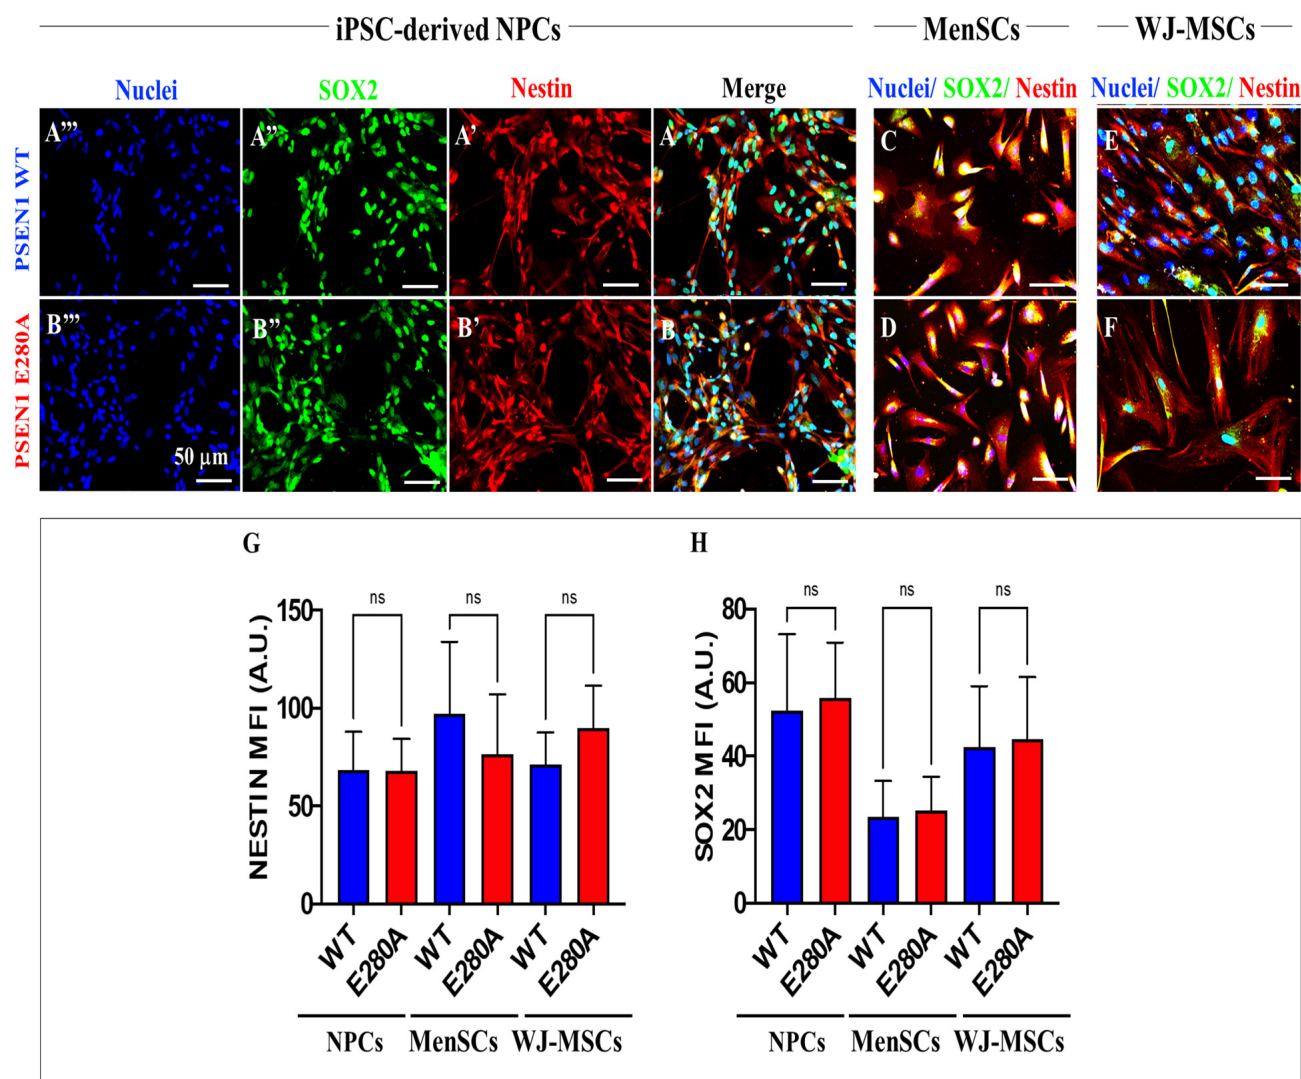 iPSC-derived NPCs MenSCs WJ-MSCs
Nuclei SOX2 Nestin Merge Nuclei/ SOX2/ Nestin Nuclei/ SOX2/ Nestin
PSEN1 WT
A''' A'' A' A C E
PSEN1 E280A
B''' B'' B' B D F
50 μm
G
NESTIN MFI (A.U.)
150
100
50
0
ns ns ns
WT E280A WT E280A WT E280A
NPCs MenSCs WJ-MSCs
H
SOX2 MFI (A.U.)
80
60
40
20
0
ns ns ns
WT E280A WT E280A WT E280A
NPCs MenSCs WJ-MSCs